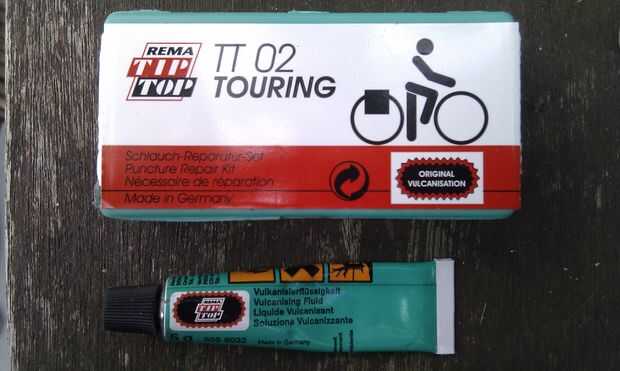 REMA
TIP
TOP
TT 02
TOURING
Schlauch-Reparatur-Set
Puncture Repair Kit
Nécessaire de réparation
Made in Germany
ORIGINAL
VULCANISATION
REMA
TIP
TOP
5 g
Vulkanisierflüssigkeit
Vulcanising Fluid
Liquide Vulcanisant
Soluzione Vulcanizzante
Made in Germany